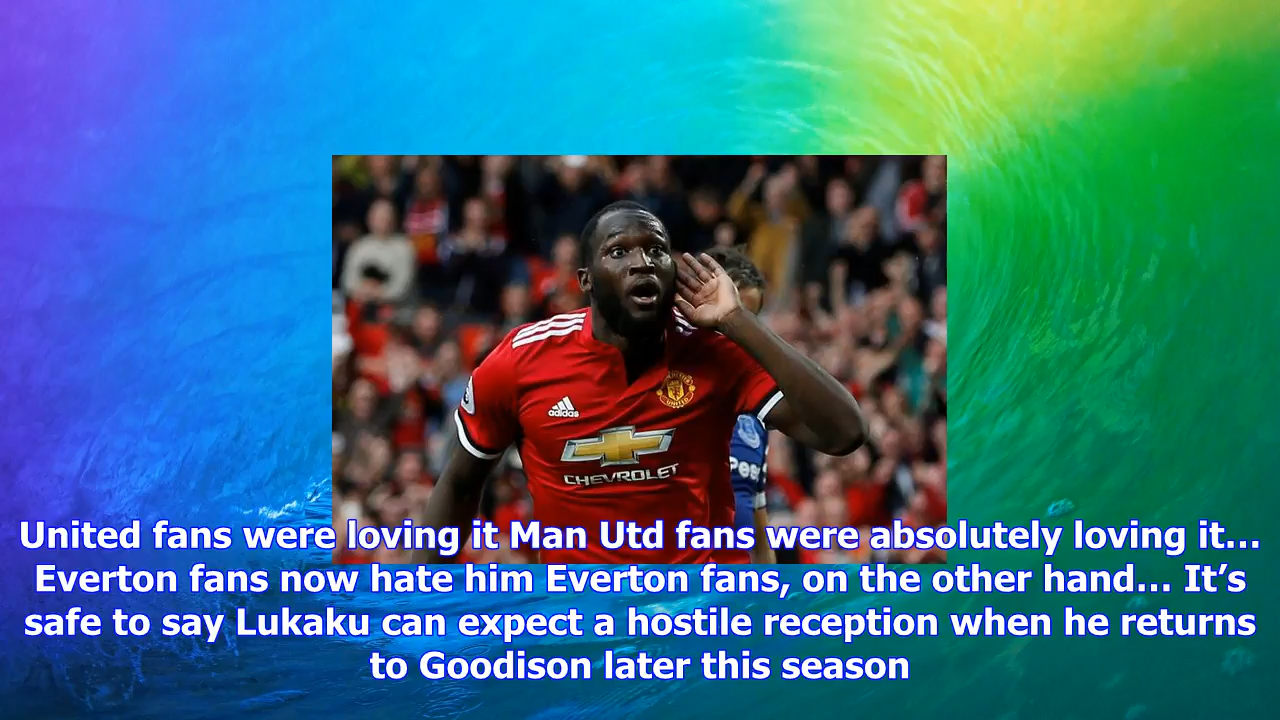 MANCHESTER
UNITED
adidas
CHEVROLET
United fans were loving it Man Utd fans were absolutely loving it...
Everton fans now hate him Everton fans, on the other hand... It’s
safe to say Lukaku can expect a hostile reception when he returns
to Goodison later this season